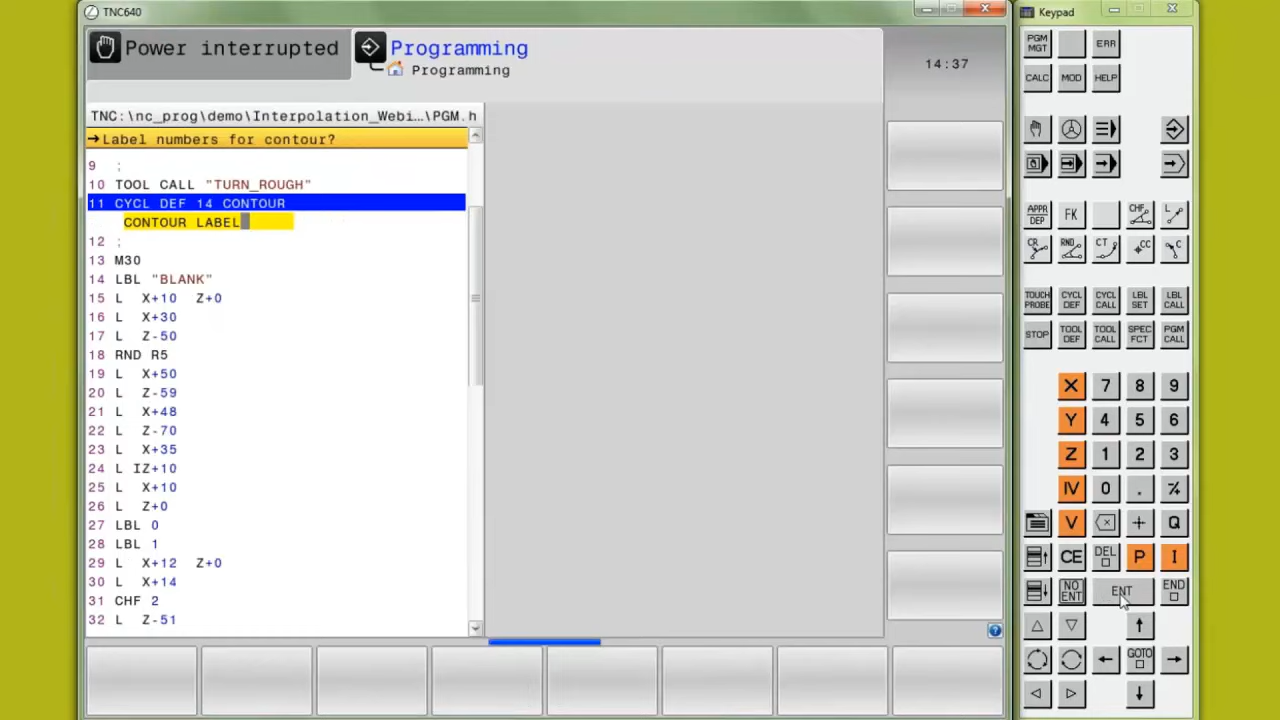 TNC640
Power interrupted
Programming
Programming
14:37
TNC:\nc_prog\demo\Interpolation_Webi…\PGM.h
→Label numbers for contour?
9 ;
10 TOOL CALL "TURN_ROUGH"
11 CYCL DEF 14 CONTOUR
CONTOUR LABEL
12 ;
13 M30
14 LBL "BLANK"
15 L X+10 Z+0
16 L X+30
17 L Z-50
18 RND R5
19 L X+50
20 L Z-59
21 L X+48
22 L Z-70
23 L X+35
24 L IZ+10
25 L X+10
26 L Z+0
27 LBL 0
28 LBL 1
29 L X+12 Z+0
30 L X+14
31 CHF 2
32 L Z-51
Keypad
PGM MGT
ERR
CALC MOD HELP
APPR DEP FK CHF L
CR RND CT CC C
TOUCH PROBE CYCL DEF CYCL CALL LBL SET LBL CALL
STOP TOOL DEF TOOL CALL SPEC FCT PGM CALL
X 7 8 9
Y 4 5 6
Z 1 2 3
IV 0 . -/+
V + Q
CE DEL P I
NO ENT ENT END
GOTO